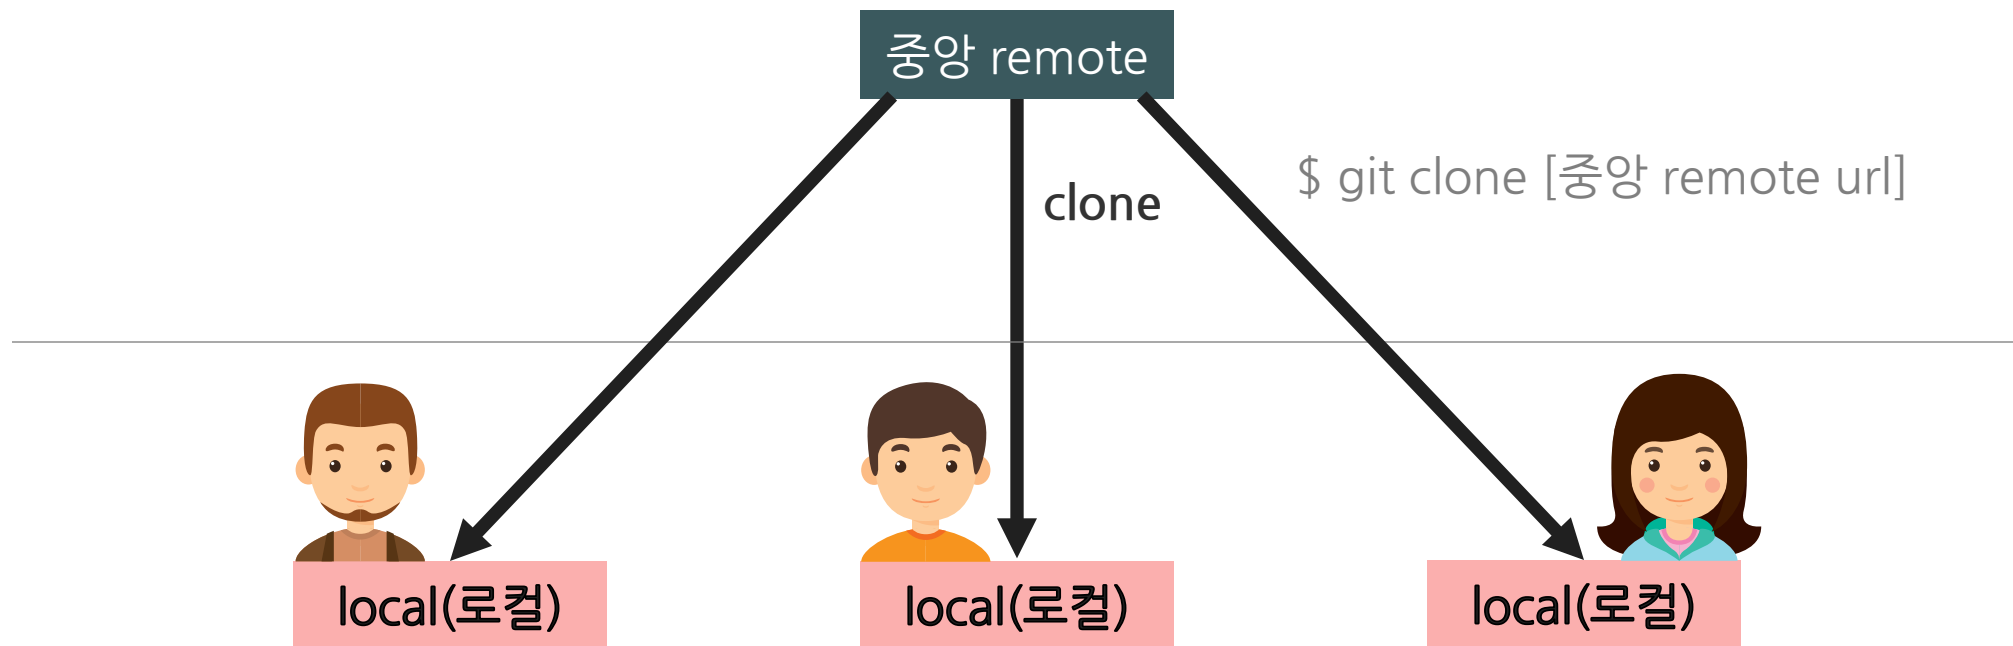 중앙 remote
$ git clone [중앙 remote url]
clone
local(로컬)
local(로컬)
local(로컬)